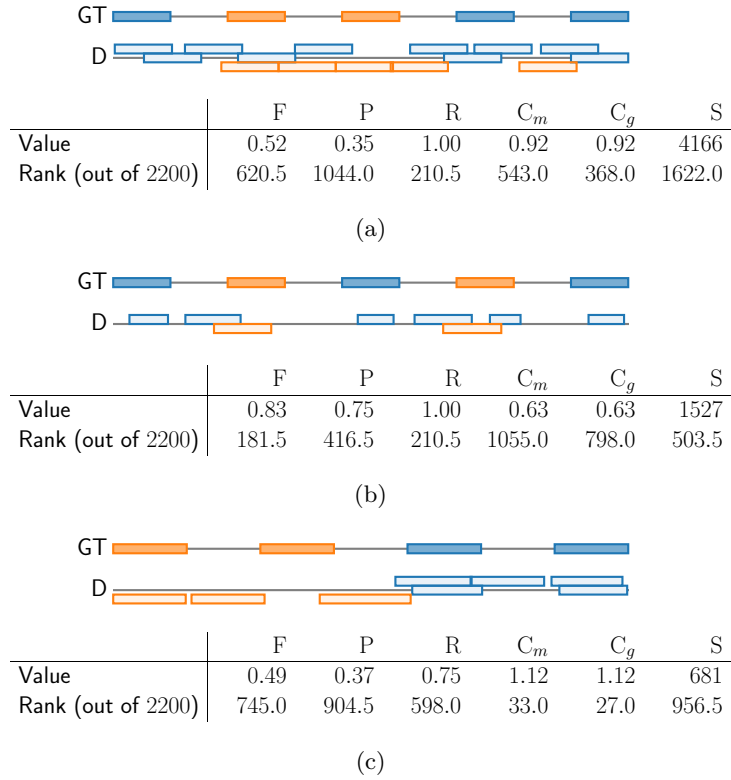 GT
D
F P R C_m C_g S
Value 0.52 0.35 1.00 0.92 0.92 4166
Rank (out of 2200) 620.5 1044.0 210.5 543.0 368.0 1622.0
(a)
GT
D
F P R C_m C_g S
Value 0.83 0.75 1.00 0.63 0.63 1527
Rank (out of 2200) 181.5 416.5 210.5 1055.0 798.0 503.5
(b)
GT
D
F P R C_m C_g S
Value 0.49 0.37 0.75 1.12 1.12 681
Rank (out of 2200) 745.0 904.5 598.0 33.0 27.0 956.5
(c)